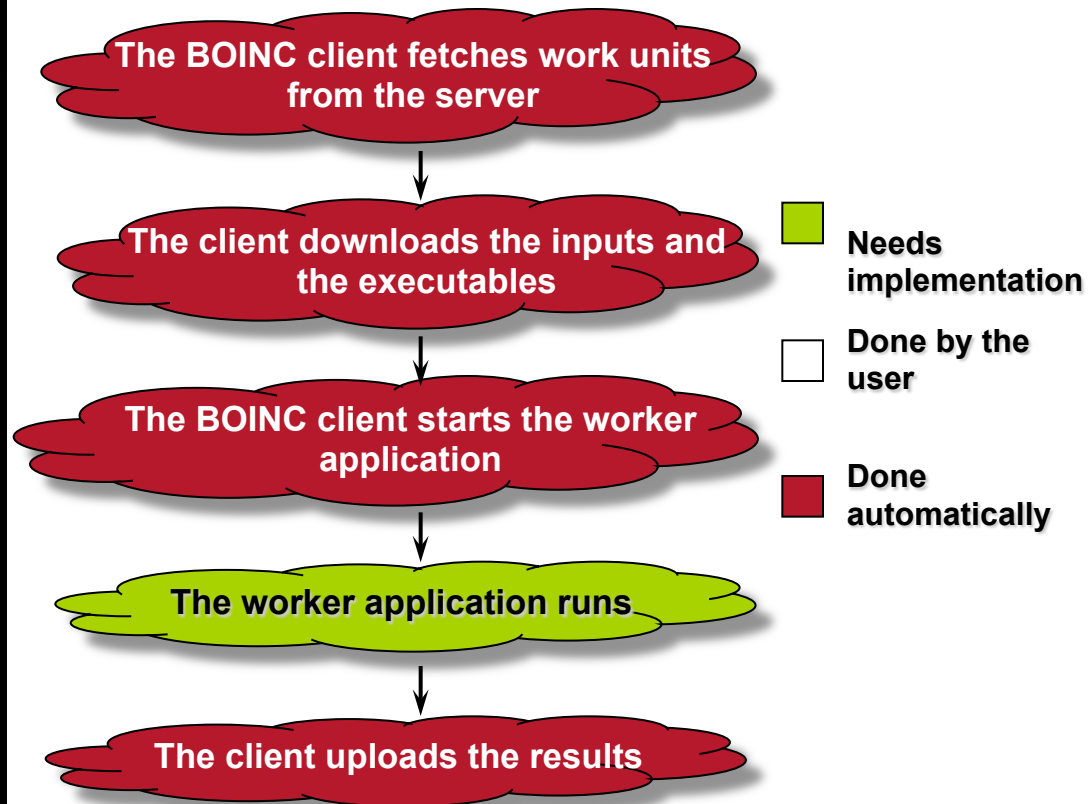 The BOINC client fetches work units
from the server
The client downloads the inputs and
the executables
The BOINC client starts the worker
application
The worker application runs
The client uploads the results
Needs
implementation
Done by the
user
Done
automatically